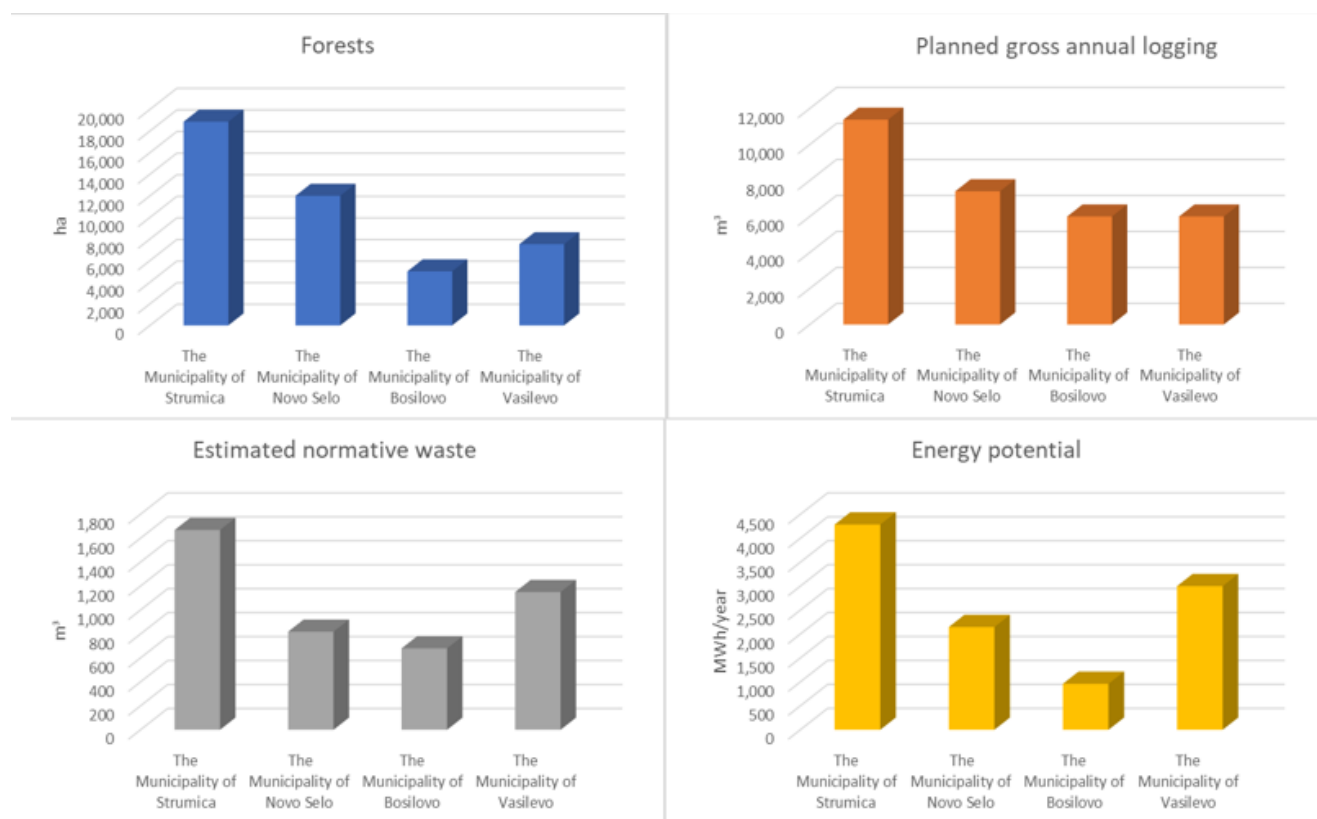 Forests
20,000
18,000
16,000
14,000
12,000
10,000
8,000
6,000
4,000
2,000
0
ha
The Municipality of Strumica
The Municipality of Novo Selo
The Municipality of Bosilovo
The Municipality of Vasilevo
Planned gross annual logging
12,000
10,000
8,000
6,000
4,000
2,000
0
m³
The Municipality of Strumica
The Municipality of Novo Selo
The Municipality of Bosilovo
The Municipality of Vasilevo
Estimated normative waste
1,800
1,600
1,400
1,200
1,000
800
600
400
200
0
m³
The Municipality of Strumica
The Municipality of Novo Selo
The Municipality of Bosilovo
The Municipality of Vasilevo
Energy potential
4,500
4,000
3,500
3,000
2,500
2,000
1,500
1,000
500
0
MWh/year
The Municipality of Strumica
The Municipality of Novo Selo
The Municipality of Bosilovo
The Municipality of Vasilevo